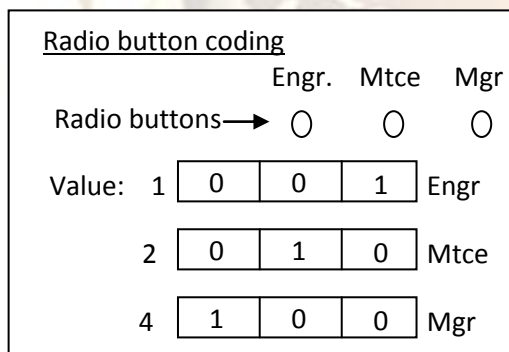 Radio button coding
Engr. Mtce Mgr
Radio buttons
Value: 1 0 0 1 Engr
2 0 1 0 Mtce
4 1 0 0 Mgr